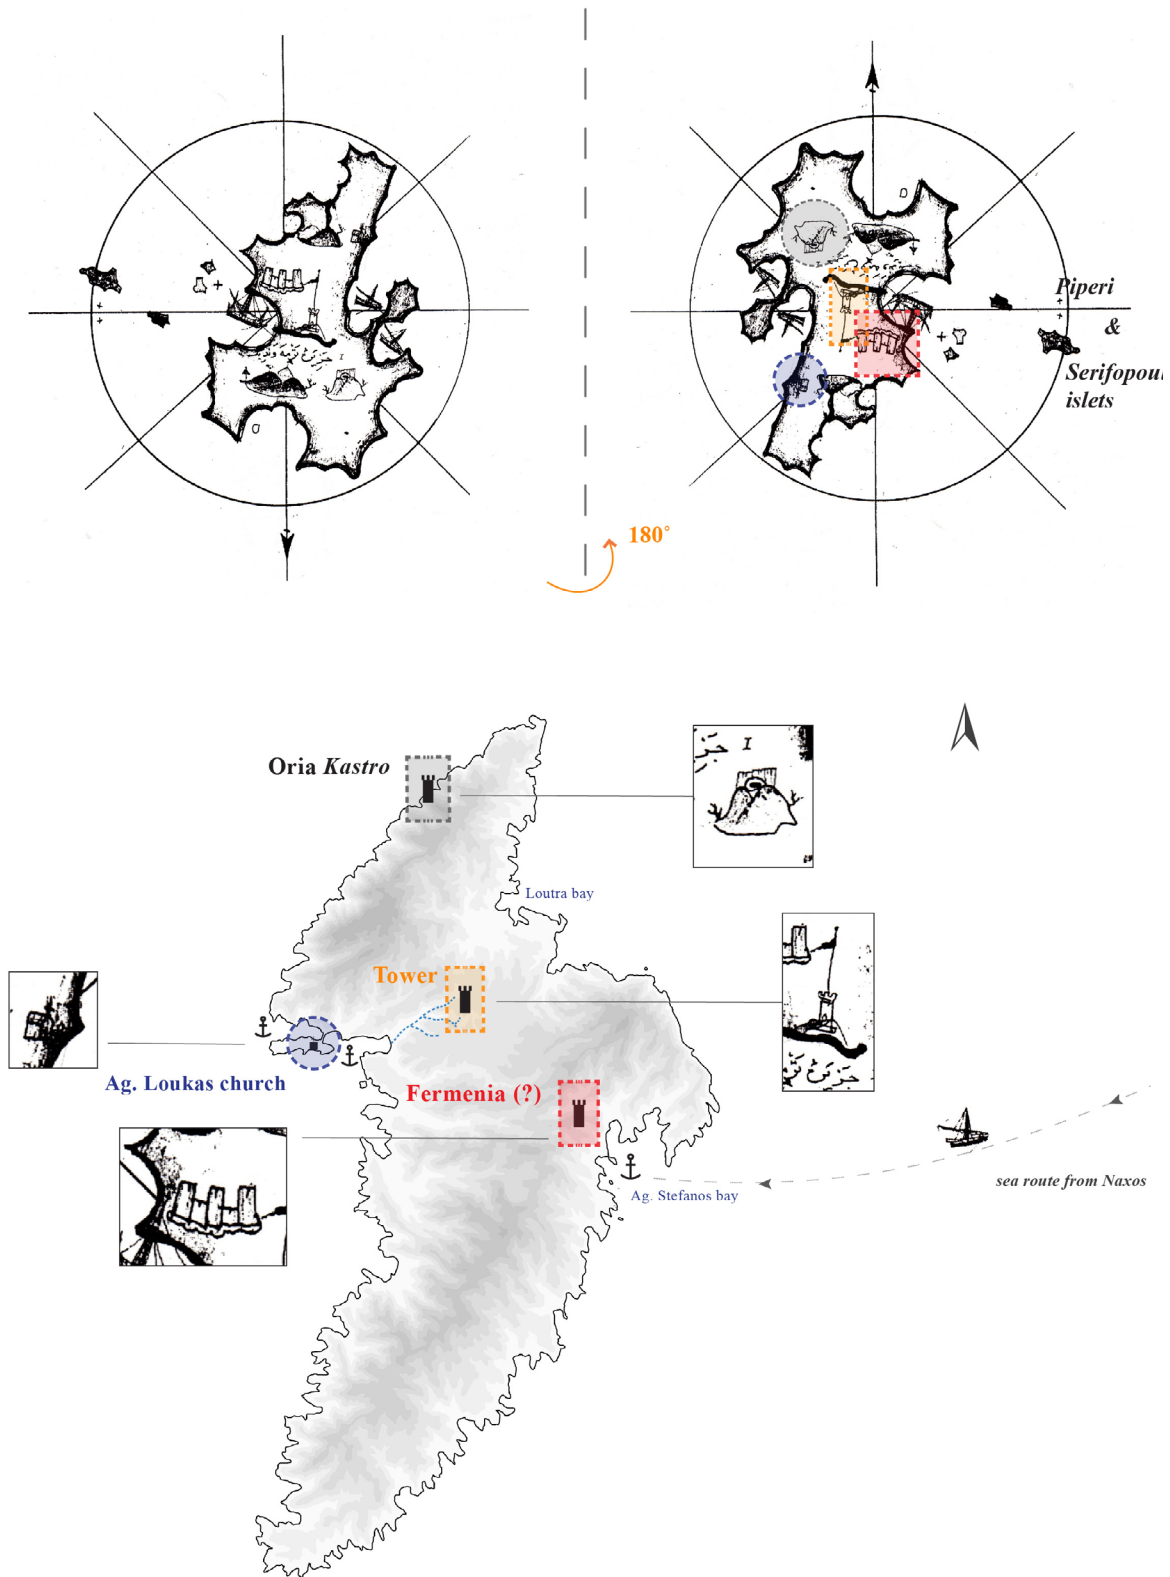 Piperi
&
Serifopoul
islets
180°
Oria Kastro
I
Loutra bay
Tower
Ag. Loukas church
Fermenia (?)
Ag. Stefanos bay
sea route from Naxos